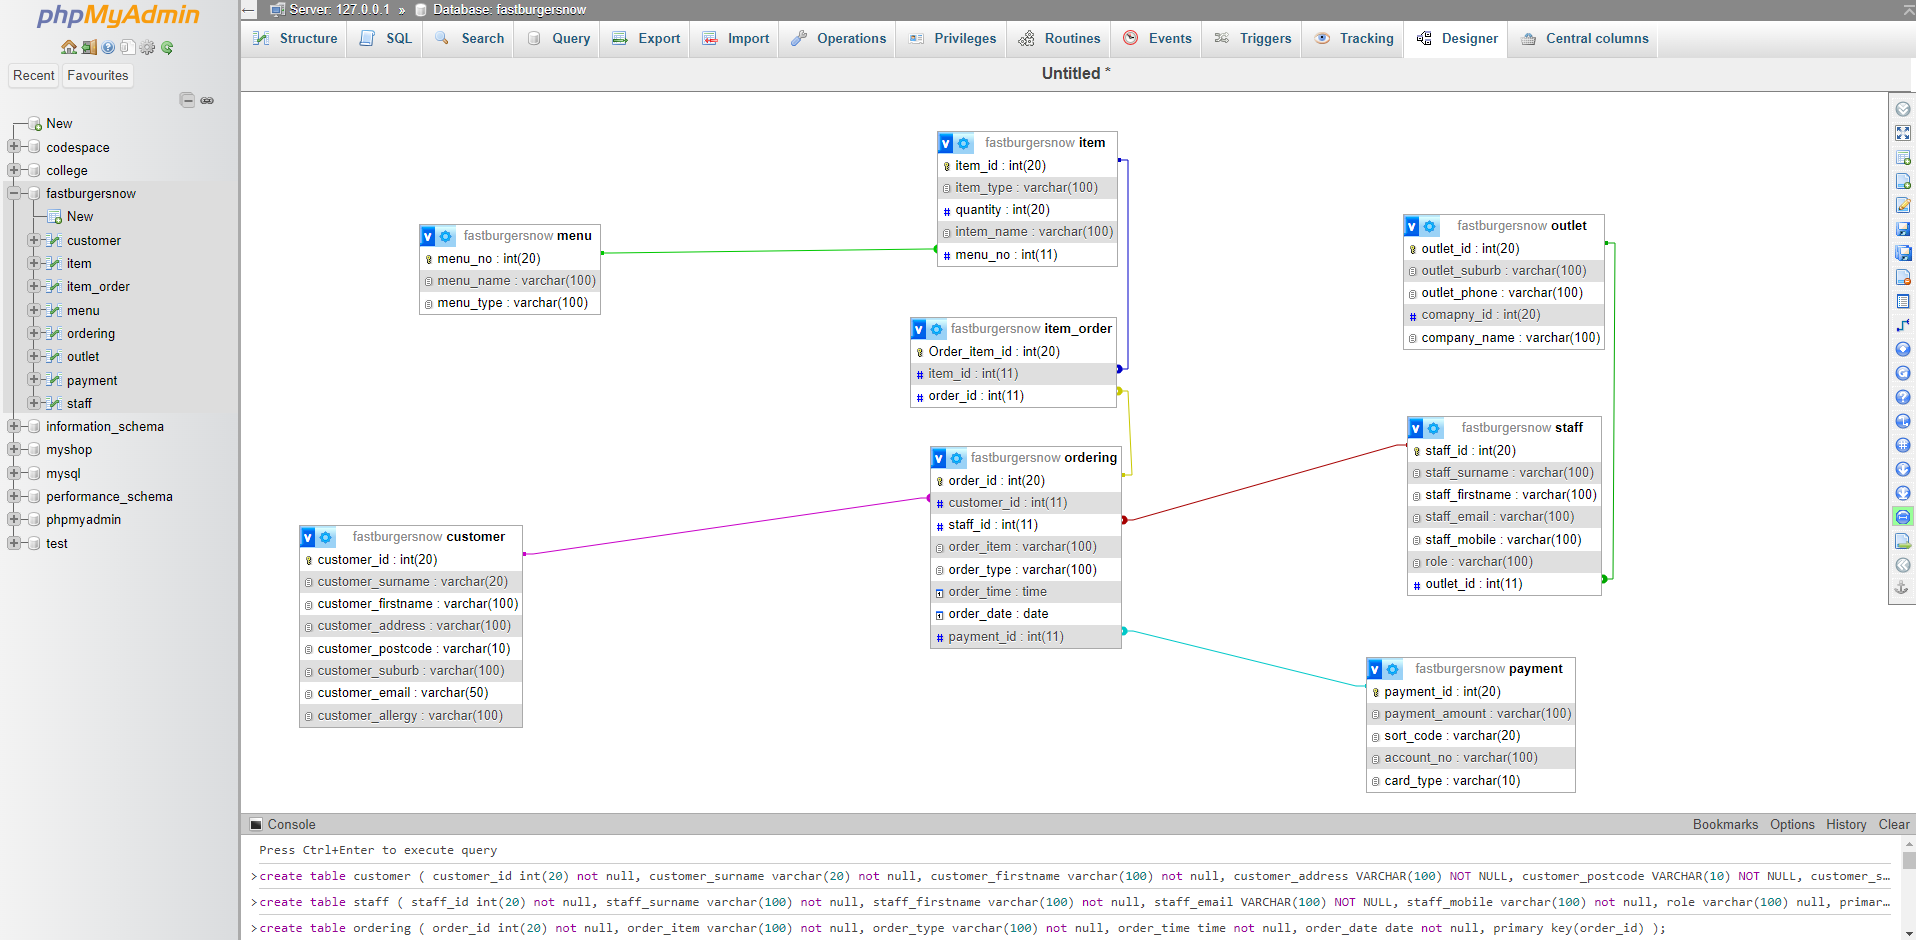 phpMyAdmin
Recent
Favourites
New
codespace
college
fastburgersnow
New
customer
item
item_order
menu
ordering
outlet
payment
staff
information_schema
myshop
mysql
performance_schema
phpmyadmin
test
Server: 127.0.0.1 » Database: fastburgersnow
Structure
SQL
Search
Query
Export
Import
Operations
Privileges
Routines
Events
Triggers
Tracking
Designer
Central columns
Untitled *
v fastburgersnow item
item_id : int(20)
item_type : varchar(100)
# quantity : int(20)
intem_name : varchar(100)
# menu_no : int(11)
v fastburgersnow menu
menu_no : int(20)
menu_name : varchar(100)
menu_type : varchar(100)
v fastburgersnow outlet
outlet_id : int(20)
outlet_suburb : varchar(100)
outlet_phone : varchar(100)
# comapny_id : int(20)
company_name : varchar(100)
v fastburgersnow item_order
Order_item_id : int(20)
# item_id : int(11)
# order_id : int(11)
v fastburgersnow staff
staff_id : int(20)
staff_surname : varchar(100)
staff_firstname : varchar(100)
staff_email : varchar(100)
staff_mobile : varchar(100)
role : varchar(100)
# outlet_id : int(11)
v fastburgersnow ordering
order_id : int(20)
# customer_id : int(11)
# staff_id : int(11)
order_item : varchar(100)
order_type : varchar(100)
order_time : time
order_date : date
# payment_id : int(11)
v fastburgersnow customer
customer_id : int(20)
customer_surname : varchar(20)
customer_firstname : varchar(100)
customer_address : varchar(100)
customer_postcode : varchar(10)
customer_suburb : varchar(100)
customer_email : varchar(50)
customer_allergy : varchar(100)
v fastburgersnow payment
payment_id : int(20)
payment_amount : varchar(100)
sort_code : varchar(20)
account_no : varchar(100)
card_type : varchar(10)
Console
Bookmarks Options History Clear
Press Ctrl+Enter to execute query
>create table customer ( customer_id int(20) not null, customer_surname varchar(20) not null, customer_firstname varchar(100) not null, customer_address VARCHAR(100) NOT NULL, customer_postcode VARCHAR(10) NOT NULL, customer_s…
>create table staff ( staff_id int(20) not null, staff_surname varchar(100) not null, staff_firstname varchar(100) not null, staff_email VARCHAR(100) NOT NULL, staff_mobile varchar(100) not null, role varchar(100) null, primar…
>create table ordering ( order_id int(20) not null, order_item varchar(100) not null, order_type varchar(100) not null, order_time time not null, order_date date not null, primary key(order_id) );